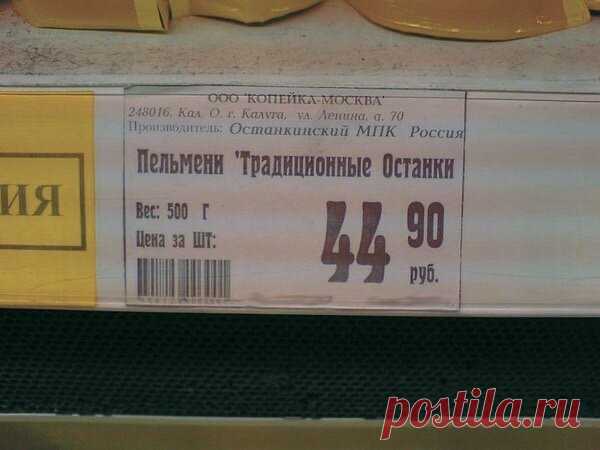 ООО 'КОПЕЙКА-МОСКВА'
248016. Кал. О. г. Калуга, ул. Ленина, д. 70
Производитель: Останкинский МПК Россия
Пельмени 'Традиционные Останки
ИЯ
Вес: 500 Г
44 90
Цена за ШТ:
руб.
postila.ru